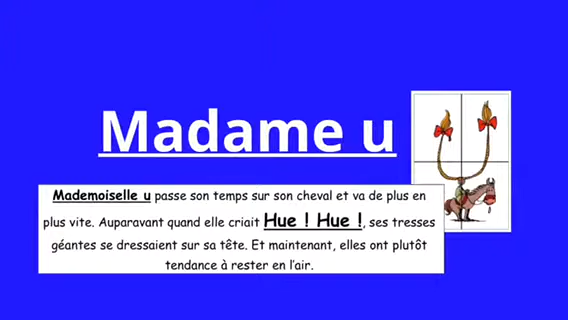 Madame u
Mademoiselle u passe son temps sur son cheval et va de plus en
plus vite. Auparavant quand elle criait Hue ! Hue !, ses tresses
géantes se dressaient sur sa tête. Et maintenant, elles ont plutôt
tendance à rester en l'air.